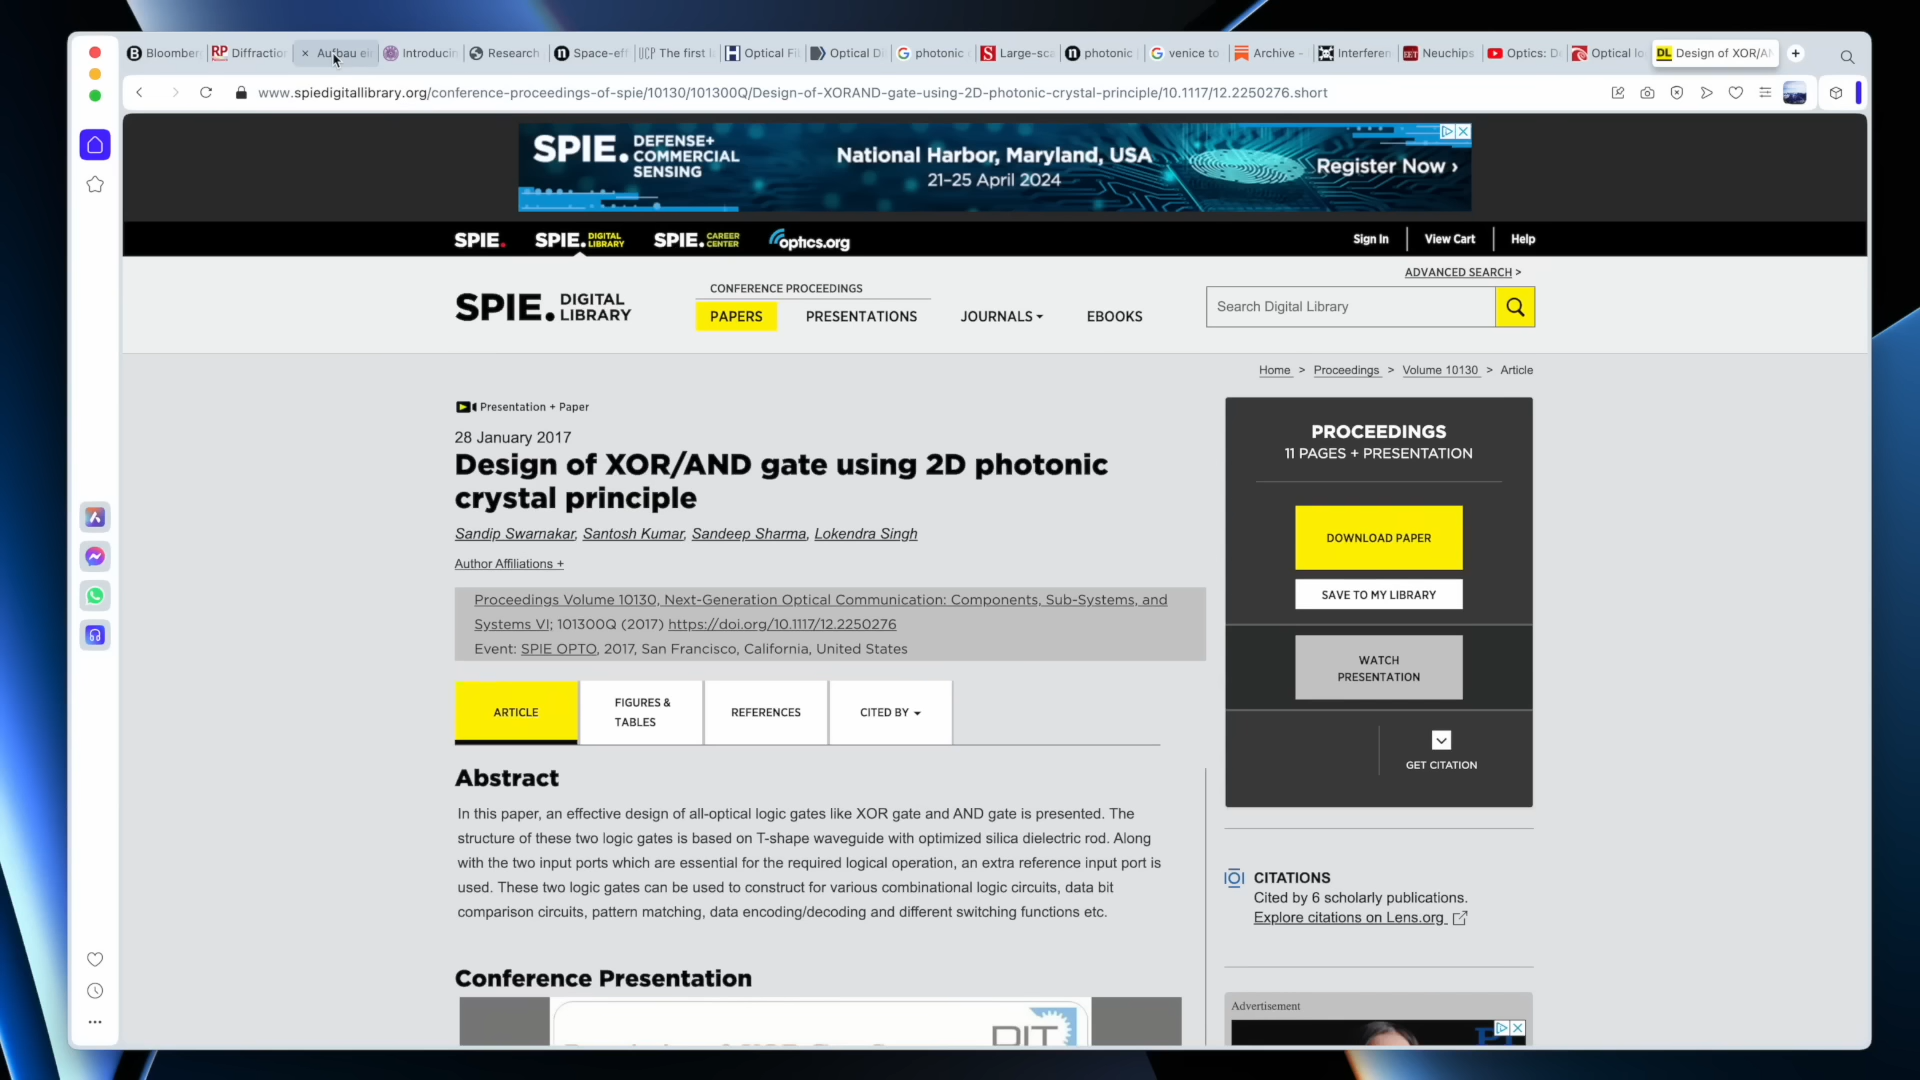 Bloomber
Diffractio
Aufbau ei
Introducin
Research
Space-eff
The first
Optical Fi
Optical Di
photonic
Large-sca
photonic
venice to
Archive -
Interferen
Neuchips
Optics: D
Optical lo
Design of XOR/AN
www.spiedigitallibrary.org/conference-proceedings-of-spie/10130/101300Q/Design-of-XORAND-gate-using-2D-photonic-crystal-principle/10.1117/12.2250276.short
SPIE. DEFENSE+
COMMERCIAL
SENSING
National Harbor, Maryland, USA
21–25 April 2024
Register Now ›
SPIE.
SPIE. DIGITAL LIBRARY
SPIE. CAREER CENTER
optics.org
Sign In
View Cart
Help
ADVANCED SEARCH >
SPIE. DIGITAL
LIBRARY
CONFERENCE PROCEEDINGS
PAPERS
PRESENTATIONS
JOURNALS
EBOOKS
Search Digital Library
Home > Proceedings > Volume 10130 > Article
Presentation + Paper
28 January 2017
Design of XOR/AND gate using 2D photonic
crystal principle
Sandip Swarnakar, Santosh Kumar, Sandeep Sharma, Lokendra Singh
Author Affiliations +
Proceedings Volume 10130, Next-Generation Optical Communication: Components, Sub-Systems, and
Systems VI; 101300Q (2017) https://doi.org/10.1117/12.2250276
Event: SPIE OPTO, 2017, San Francisco, California, United States
PROCEEDINGS
11 PAGES + PRESENTATION
DOWNLOAD PAPER
SAVE TO MY LIBRARY
WATCH
PRESENTATION
GET CITATION
ARTICLE
FIGURES &
TABLES
REFERENCES
CITED BY
Abstract
In this paper, an effective design of all-optical logic gates like XOR gate and AND gate is presented. The
structure of these two logic gates is based on T-shape waveguide with optimized silica dielectric rod. Along
with the two input ports which are essential for the required logical operation, an extra reference input port is
used. These two logic gates can be used to construct for various combinational logic circuits, data bit
comparison circuits, pattern matching, data encoding/decoding and different switching functions etc.
CITATIONS
Cited by 6 scholarly publications.
Explore citations on Lens.org
Conference Presentation
DIT
Advertisement